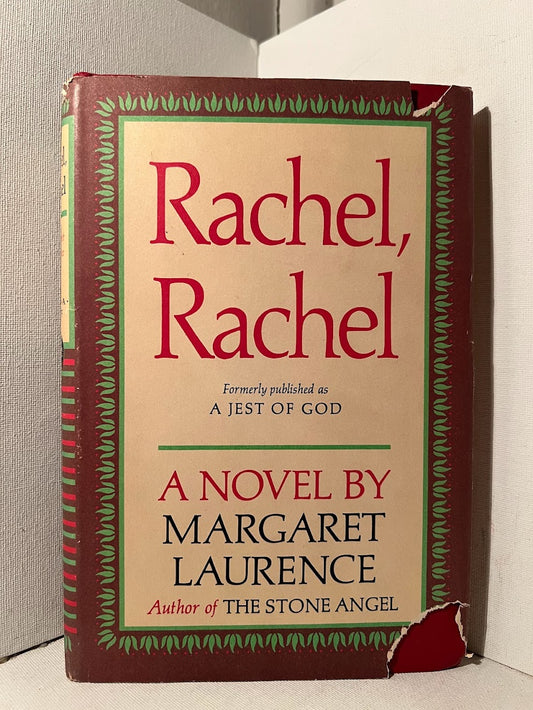 Rachel,
Rachel
Formerly published as
A JEST OF GOD
A NOVEL BY
MARGARET
LAURENCE
Author of THE STONE ANGEL